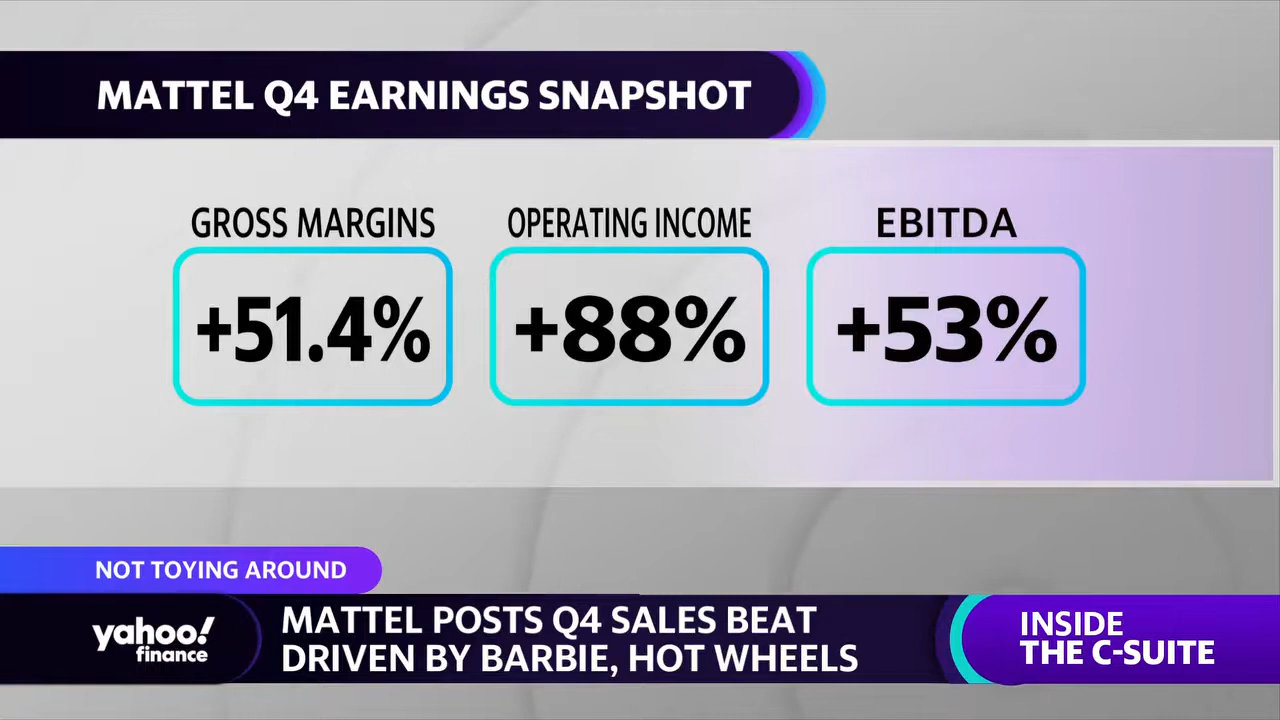 MATTEL Q4 EARNINGS SNAPSHOT
GROSS MARGINS
+51.4%
OPERATING INCOME
+88%
EBITDA
+53%
NOT TOYING AROUND
yahoo!
finance
MATTEL POSTS Q4 SALES BEAT
DRIVEN BY BARBIE, HOT WHEELS
INSIDE
THE C-SUITE